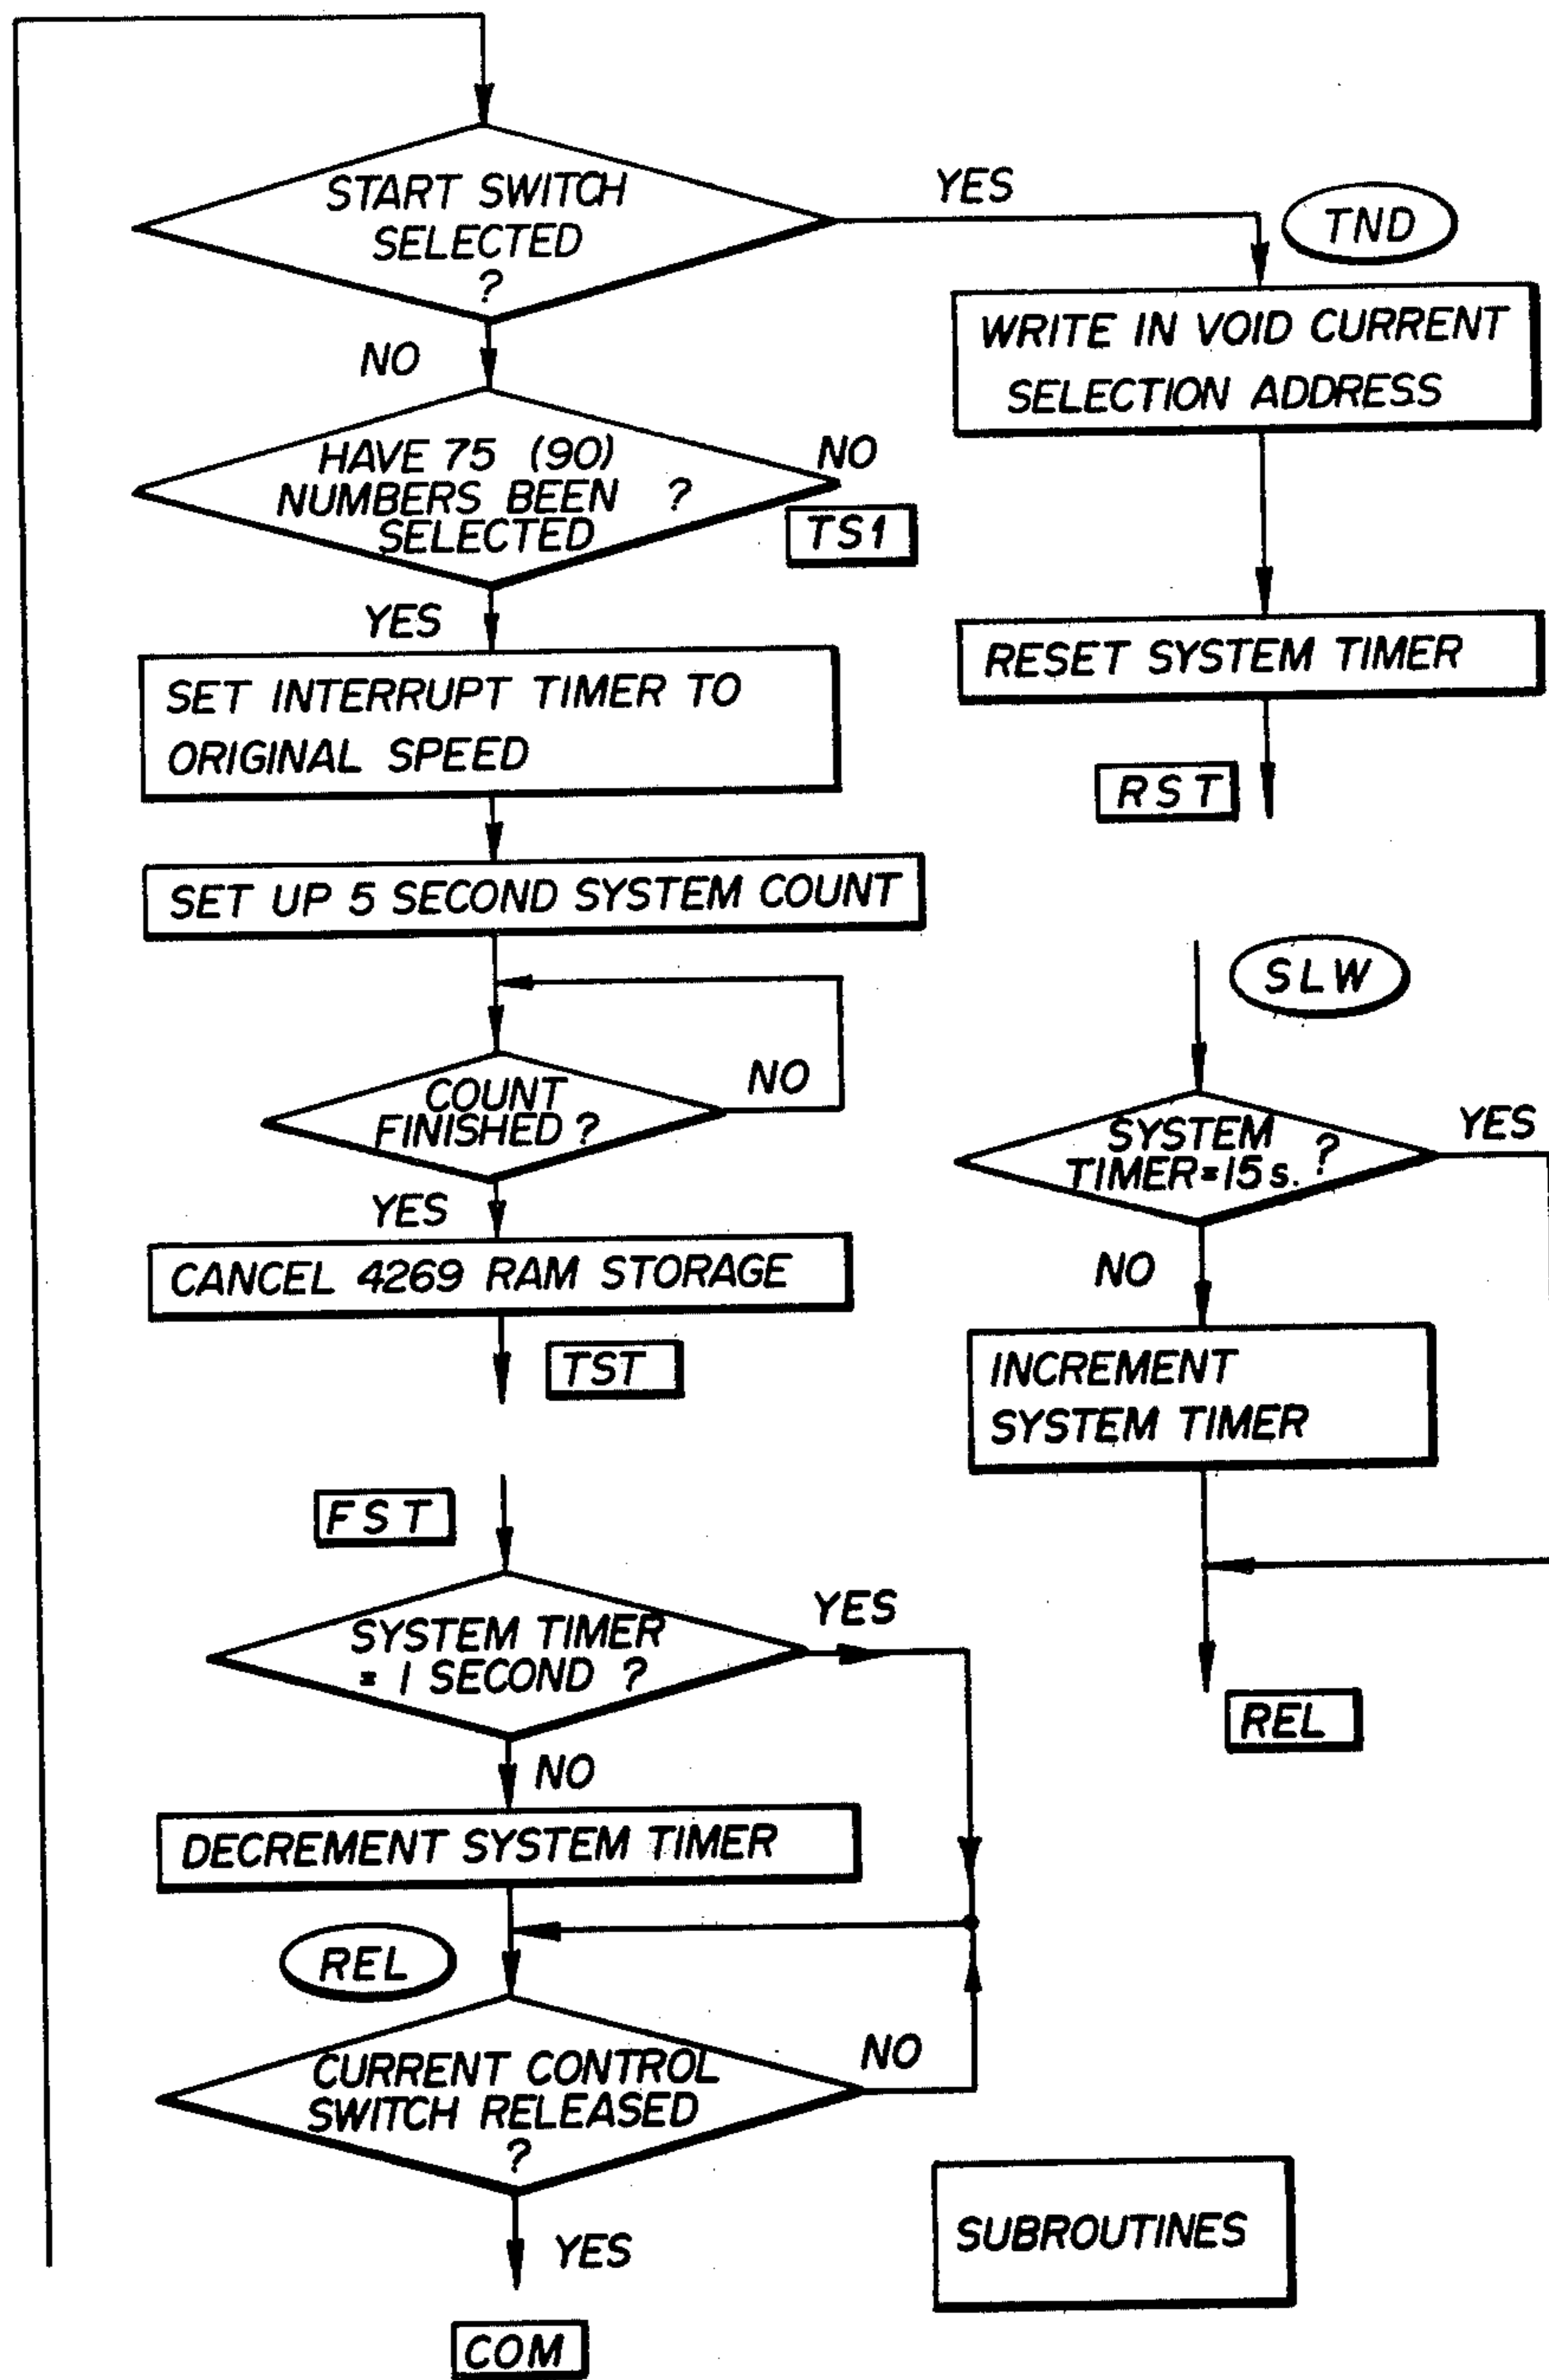 START SWITCH
SELECTED
?
YES
TND
NO
WRITE IN VOID CURRENT
SELECTION ADDRESS
HAVE 75 (90)
NUMBERS BEEN ?
SELECTED
NO
TS1
YES
RESET SYSTEM TIMER
SET INTERRUPT TIMER TO
ORIGINAL SPEED
RST
SET UP 5 SECOND SYSTEM COUNT
SLW
COUNT
FINISHED ?
NO
YES
SYSTEM
TIMER=15s. ?
YES
NO
CANCEL 4269 RAM STORAGE
TST
INCREMENT
SYSTEM TIMER
FST
SYSTEM TIMER
= 1 SECOND ?
YES
REL
NO
DECREMENT SYSTEM TIMER
REL
CURRENT CONTROL
SWITCH RELEASED
?
NO
YES
SUBROUTINES
COM